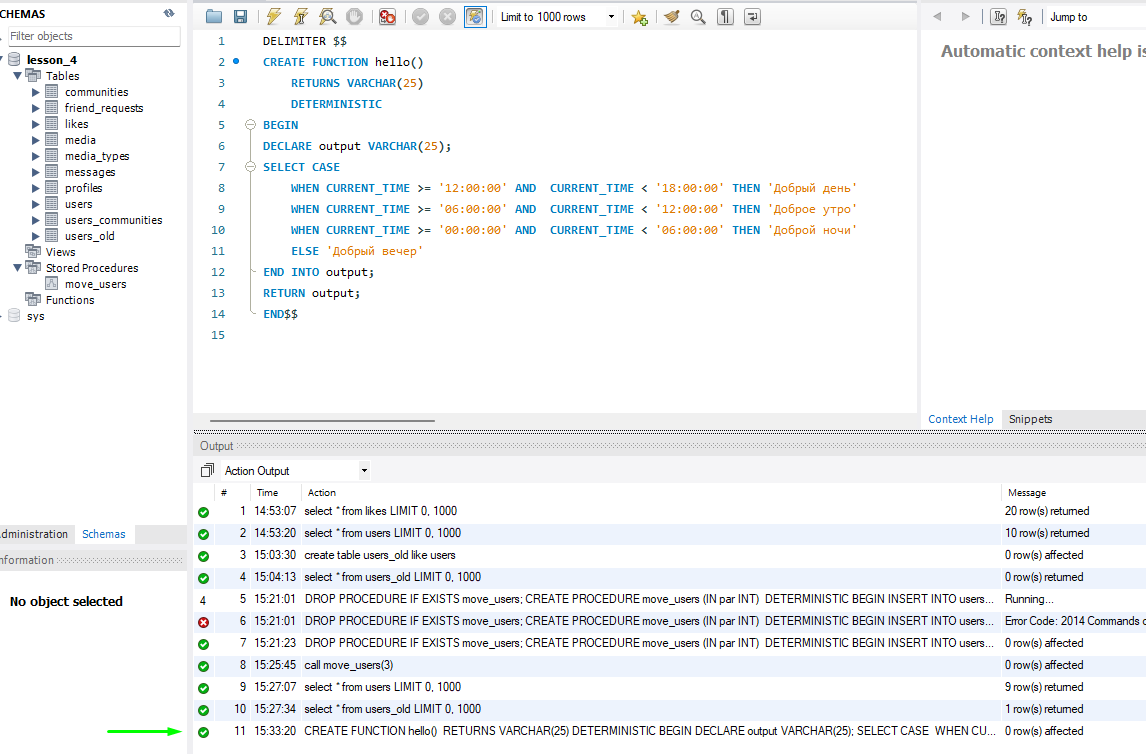 CHEMAS
Filter objects
lesson_4
Tables
communities
friend_requests
likes
media
media_types
messages
profiles
users
users_communities
users_old
Views
Stored Procedures
move_users
Functions
sys
dministration
Schemas
nformation
No object selected
Limit to 1000 rows
1 DELIMITER $$
2 CREATE FUNCTION hello()
3 RETURNS VARCHAR(25)
4 DETERMINISTIC
5 BEGIN
6 DECLARE output VARCHAR(25);
7 SELECT CASE
8 WHEN CURRENT_TIME >= '12:00:00' AND  CURRENT_TIME < '18:00:00' THEN 'Добрый день'
9 WHEN CURRENT_TIME >= '06:00:00' AND  CURRENT_TIME < '12:00:00' THEN 'Доброе утро'
10 WHEN CURRENT_TIME >= '00:00:00' AND  CURRENT_TIME < '06:00:00' THEN 'Доброй ночи'
11 ELSE 'Добрый вечер'
12 END INTO output;
13 RETURN output;
14 END$$
15
Jump to
Automatic context help is
Context Help
Snippets
Output
Action Output
# Time Action Message
1 14:53:07 select * from likes LIMIT 0, 1000 20 row(s) returned
2 14:53:20 select * from users LIMIT 0, 1000 10 row(s) returned
3 15:03:30 create table users_old like users 0 row(s) affected
4 15:04:13 select * from users_old LIMIT 0, 1000 0 row(s) returned
4 5 15:21:01 DROP PROCEDURE IF EXISTS move_users; CREATE PROCEDURE move_users (IN par INT)  DETERMINISTIC BEGIN INSERT INTO users... Running...
6 15:21:01 DROP PROCEDURE IF EXISTS move_users; CREATE PROCEDURE move_users (IN par INT)  DETERMINISTIC BEGIN INSERT INTO users... Error Code: 2014 Commands o
7 15:21:23 DROP PROCEDURE IF EXISTS move_users; CREATE PROCEDURE move_users (IN par INT)  DETERMINISTIC BEGIN INSERT INTO users... 0 row(s) affected
8 15:25:45 call move_users(3) 0 row(s) affected
9 15:27:07 select * from users LIMIT 0, 1000 9 row(s) returned
10 15:27:34 select * from users_old LIMIT 0, 1000 1 row(s) returned
11 15:33:20 CREATE FUNCTION hello()  RETURNS VARCHAR(25) DETERMINISTIC BEGIN DECLARE output VARCHAR(25); SELECT CASE  WHEN CU... 0 row(s) affected